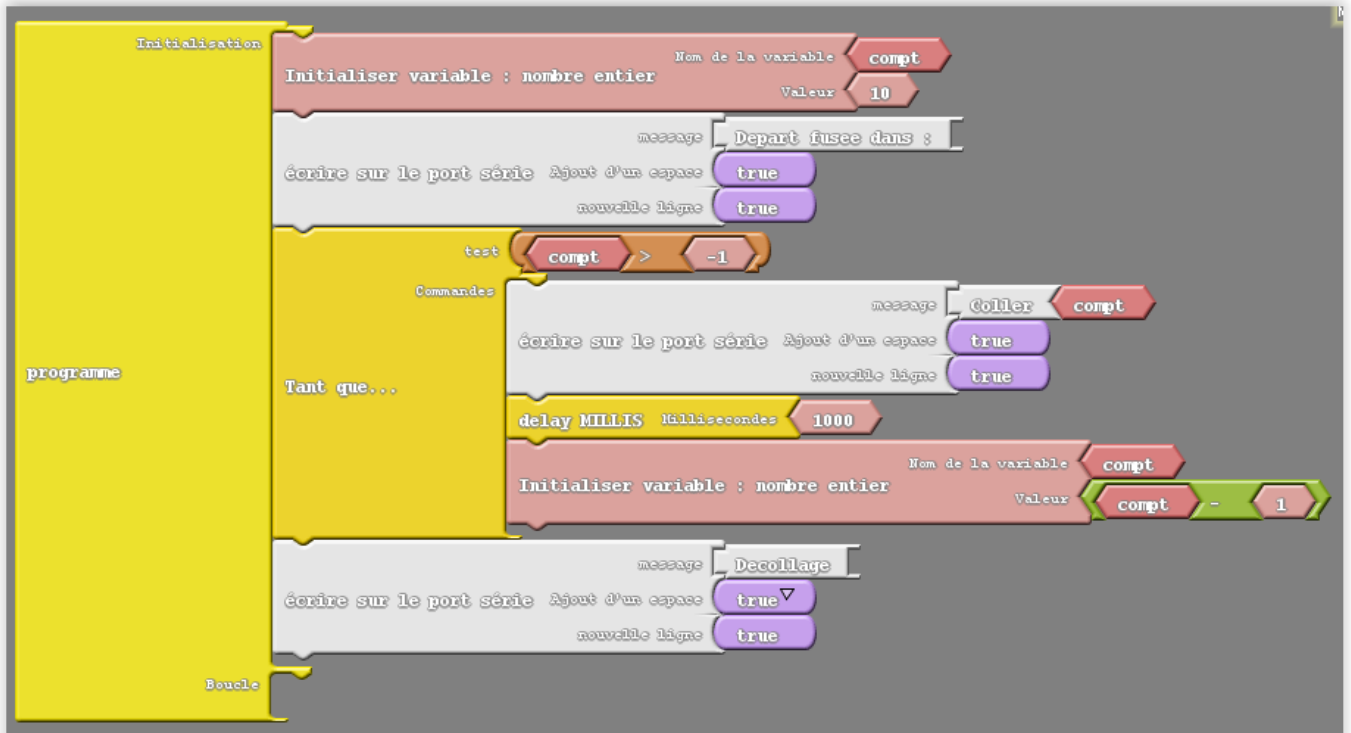 Initialisation
Nom de la variable compt
Initialiser variable : nombre entier
Valeur 10
message Depart fusee dans :
écrire sur le port série Ajout d'un espace true
nouvelle ligne true
test compt > -1
Commandes
message Coller compt
écrire sur le port série Ajout d'un espace true
nouvelle ligne true
programme
Tant que...
delay MILLIS Millisecondes 1000
Nom de la variable compt
Initialiser variable : nombre entier
Valeur compt - 1
message Decollage
écrire sur le port série Ajout d'un espace true
nouvelle ligne true
Boucle